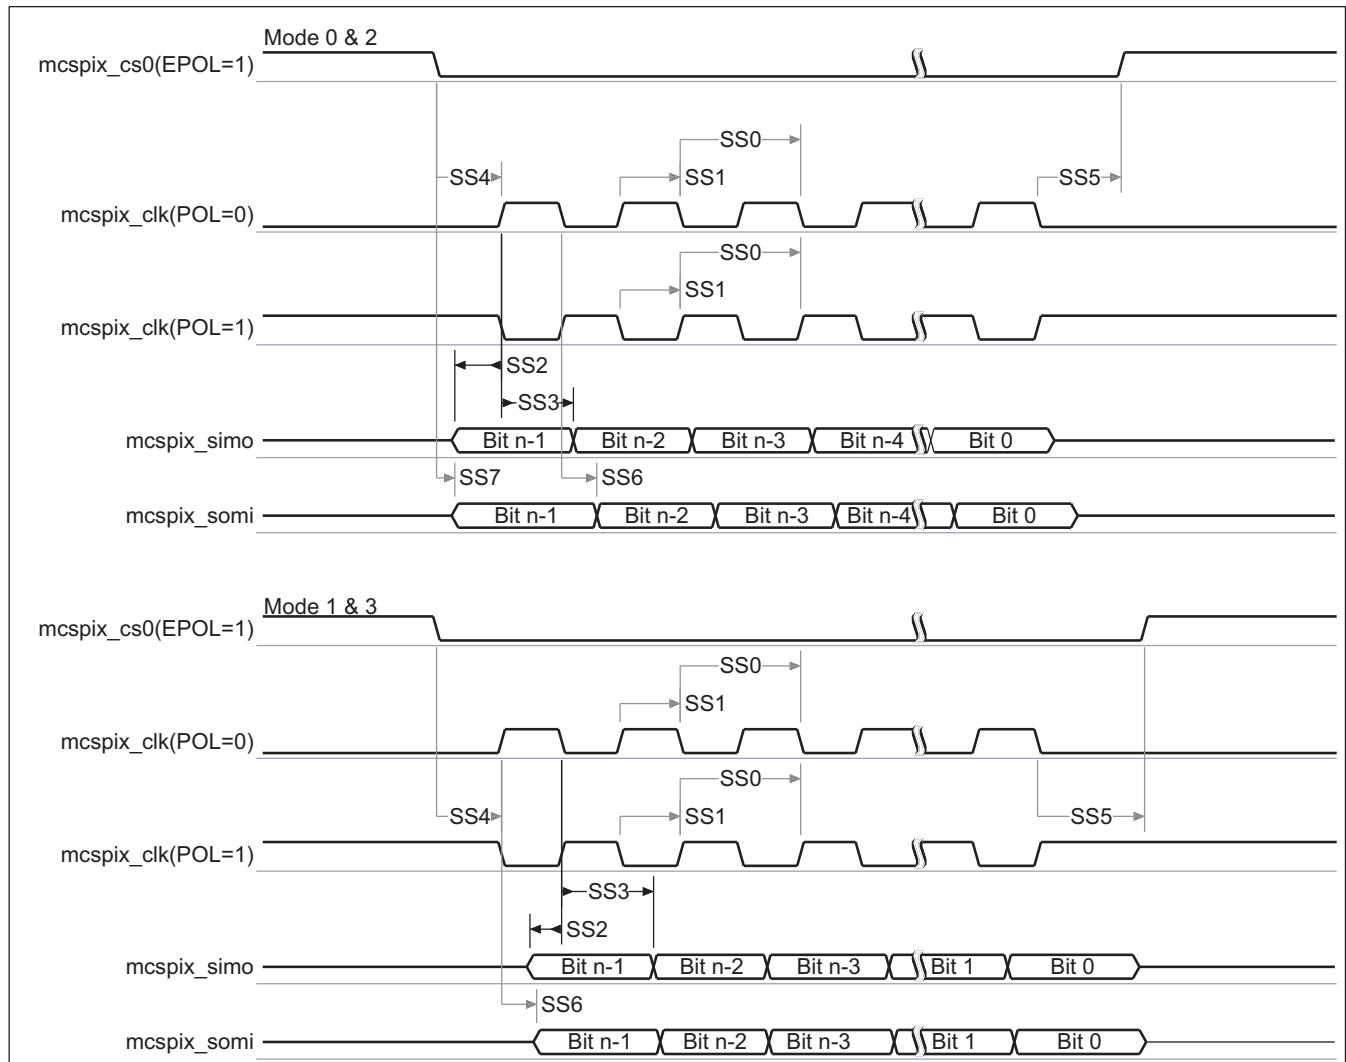 Mode 0 & 2
mcspix_cs0(EPOL=1)
SS0
SS4 SS1 SS5
mcspix_clk(POL=0)
SS0
SS1
mcspix_clk(POL=1)
SS2
SS3
mcspix_simo Bit n-1 Bit n-2 Bit n-3 Bit n-4 Bit 0
SS7 SS6
mcspix_somi Bit n-1 Bit n-2 Bit n-3 Bit n-4 Bit 0
Mode 1 & 3
mcspix_cs0(EPOL=1)
SS0
SS1
mcspix_clk(POL=0)
SS0
SS4 SS1 SS5
mcspix_clk(POL=1)
SS3
SS2
mcspix_simo Bit n-1 Bit n-2 Bit n-3 Bit 1 Bit 0
SS6
mcspix_somi Bit n-1 Bit n-2 Bit n-3 Bit 1 Bit 0